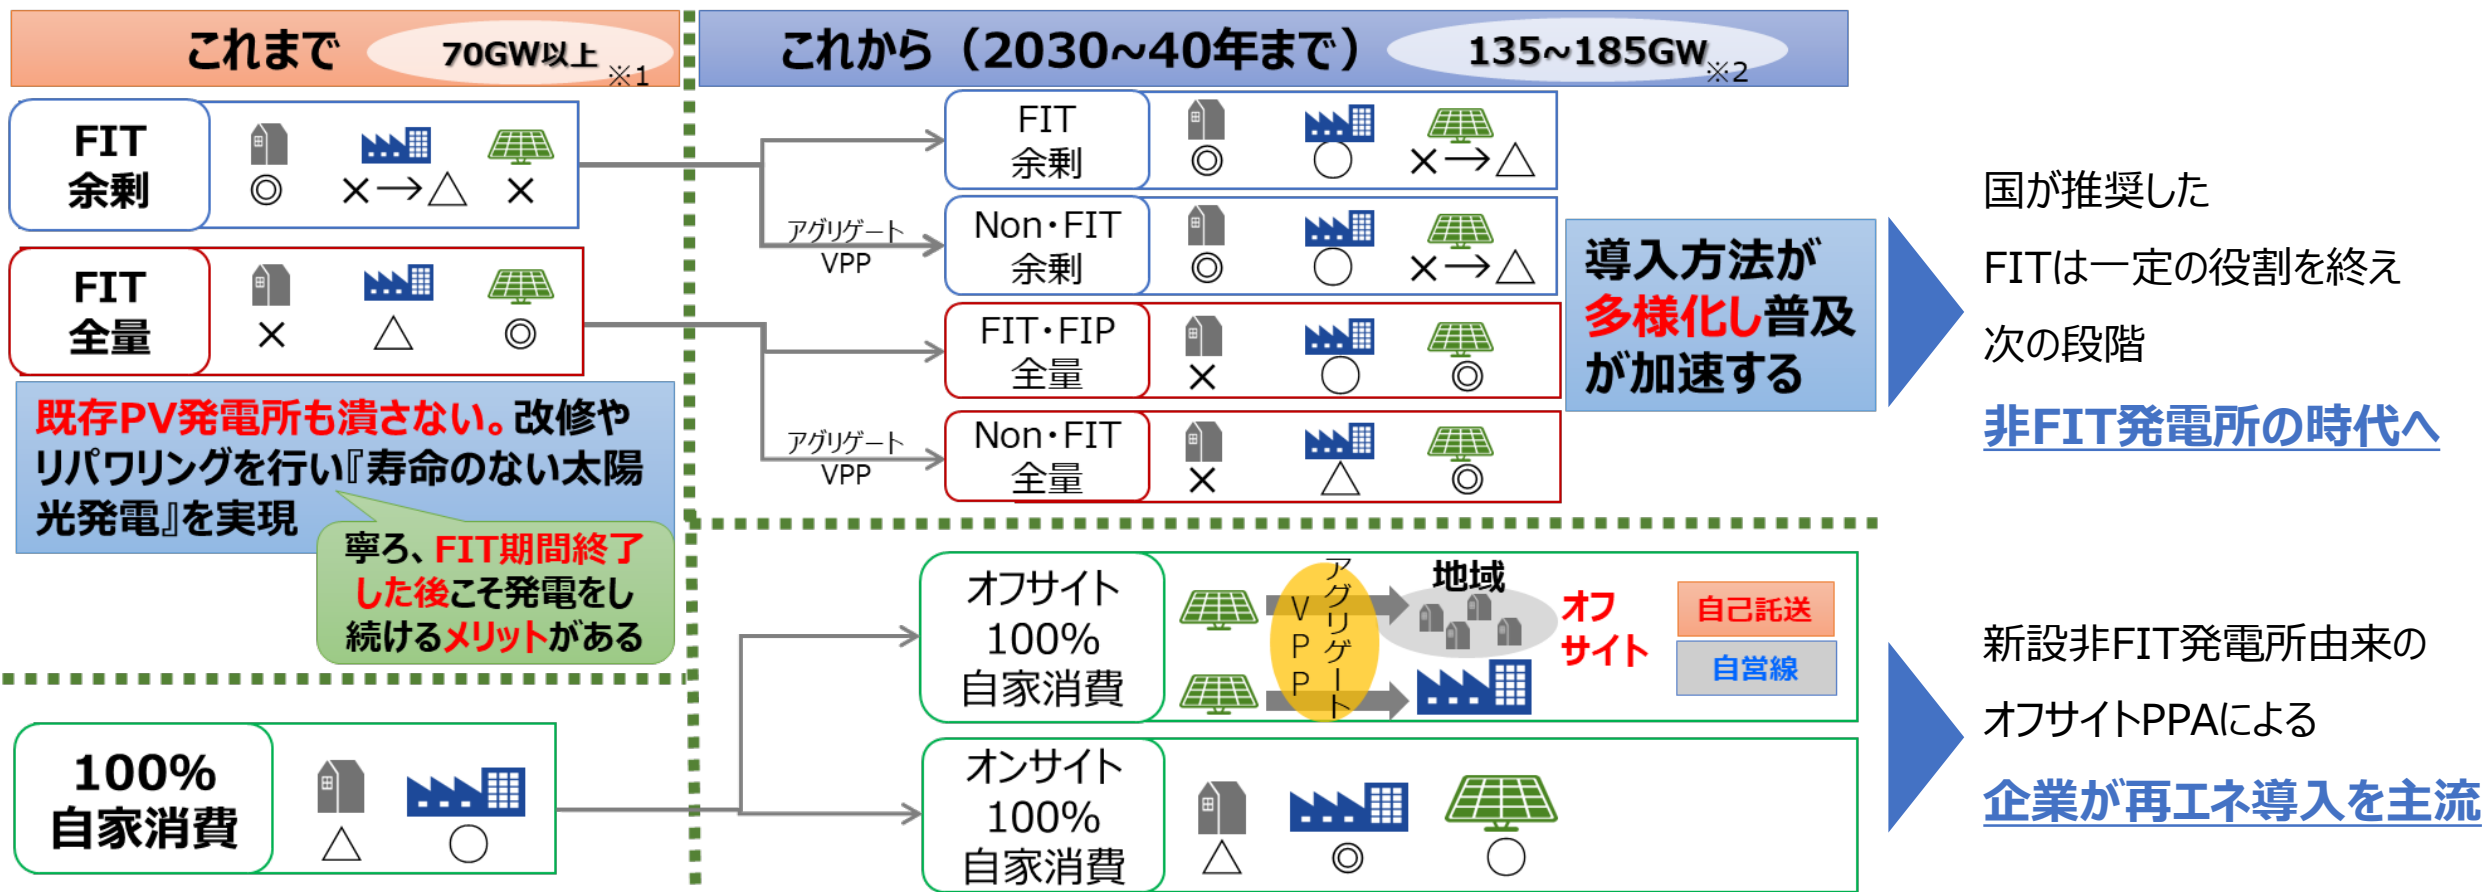 これまで 70GW以上 ※1
これから（2030~40年まで） 135~185GW ※2
FIT
余剰
◎ ×→△ ×
FIT
全量
× △ ◎
既存PV発電所も潰さない。改修や
リパワリングを行い『寿命のない太陽
光発電』を実現
寧ろ、FIT期間終了
した後こそ発電をし
続けるメリットがある
100%
自家消費
△ ○
FIT
余剰
◎ ○ ×→△
アグリゲート
VPP
Non・FIT
余剰
◎ ○ ×→△
FIT・FIP
全量
× ○ ◎
アグリゲート
VPP
Non・FIT
全量
× △ ◎
導入方法が
多様化し普及
が加速する
オフサイト
100%
自家消費
VPP
アグリゲート
地域
オフ
サイト
自己託送
自営線
オンサイト
100%
自家消費
△ ◎ ○
国が推奨した
FITは一定の役割を終え
次の段階
非FIT発電所の時代へ
新設非FIT発電所由来の
オフサイトPPAによる
企業が再エネ導入を主流